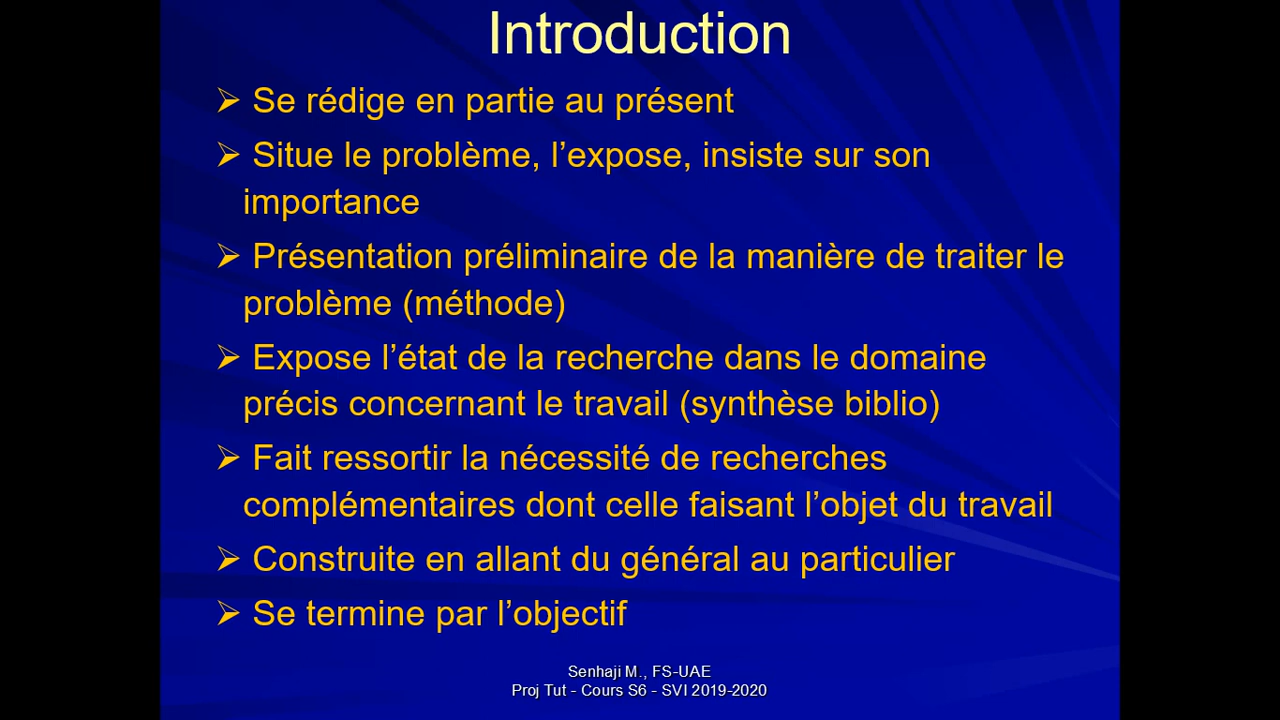 Introduction
➢ Se rédige en partie au présent
➢ Situe le problème, l’expose, insiste sur son
importance
➢ Présentation préliminaire de la manière de traiter le
problème (méthode)
➢ Expose l’état de la recherche dans le domaine
précis concernant le travail (synthèse biblio)
➢ Fait ressortir la nécessité de recherches
complémentaires dont celle faisant l’objet du travail
➢ Construite en allant du général au particulier
➢ Se termine par l’objectif
Senhaji M., FS-UAE
Proj Tut - Cours S6 - SVI 2019-2020